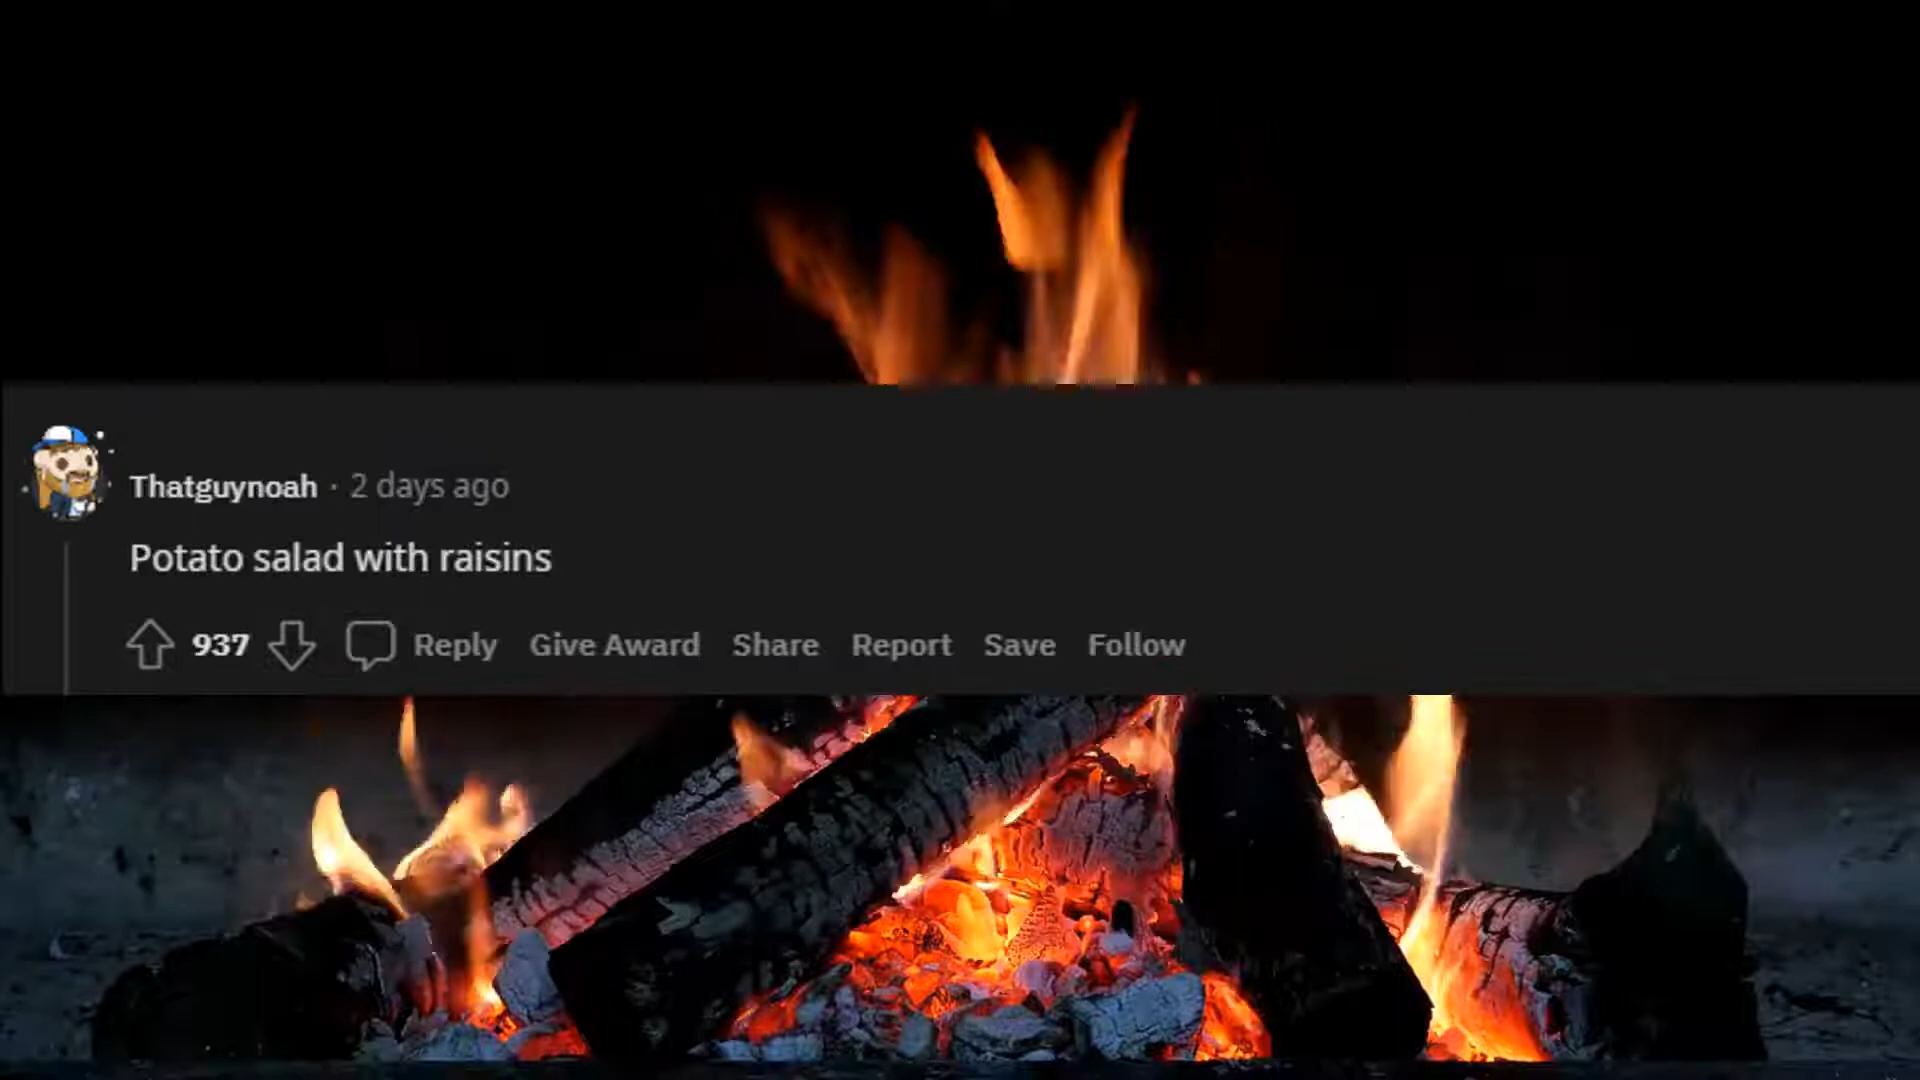 Thatguynoah · 2 days ago
Potato salad with raisins
937 Reply Give Award Share Report Save Follow